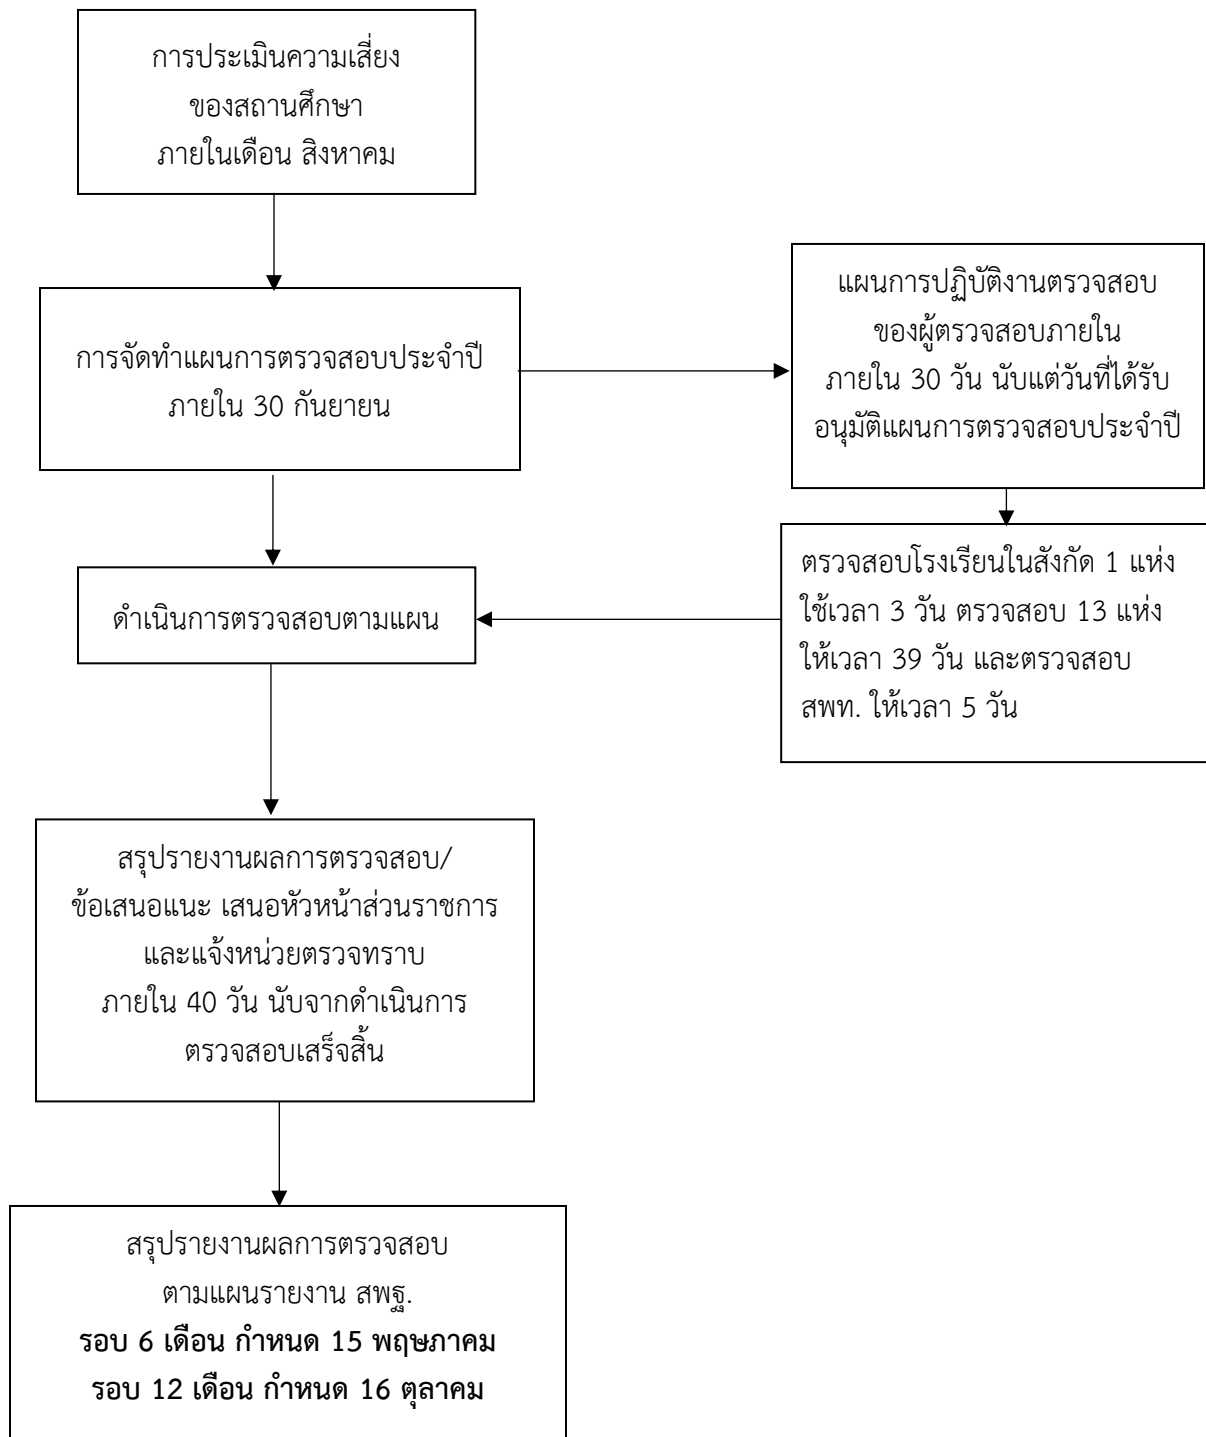 การประเมินความเสี่ยง
ของสถานศึกษา
ภายในเดือน สิงหาคม
การจัดทำแผนการตรวจสอบประจำปี
ภายใน 30 กันยายน
แผนการปฏิบัติงานตรวจสอบ
ของผู้ตรวจสอบภายใน
ภายใน 30 วัน นับแต่วันที่ได้รับ
อนุมัติแผนการตรวจสอบประจำปี
ตรวจสอบโรงเรียนในสังกัด 1 แห่ง
ใช้เวลา 3 วัน ตรวจสอบ 13 แห่ง
ให้เวลา 39 วัน และตรวจสอบ
สพท. ให้เวลา 5 วัน
ดำเนินการตรวจสอบตามแผน
สรุปรายงานผลการตรวจสอบ/
ข้อเสนอแนะ เสนอหัวหน้าส่วนราชการ
และแจ้งหน่วยตรวจทราบ
ภายใน 40 วัน นับจากดำเนินการ
ตรวจสอบเสร็จสิ้น
สรุปรายงานผลการตรวจสอบ
ตามแผนรายงาน สพฐ.
รอบ 6 เดือน กำหนด 15 พฤษภาคม
รอบ 12 เดือน กำหนด 16 ตุลาคม